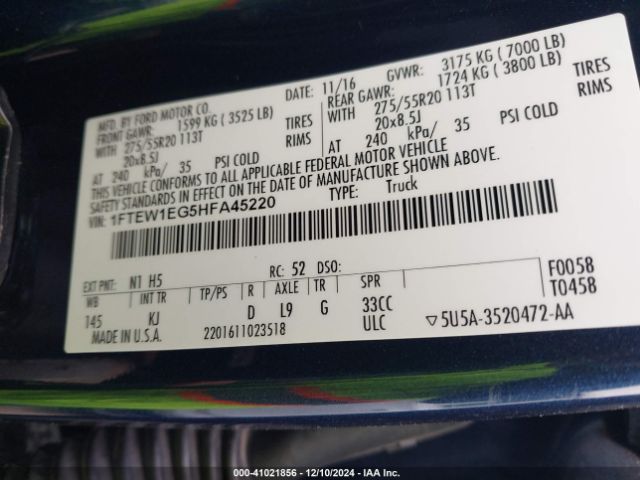 MFD. BY FORD MOTOR CO.
DATE: 11/16 GVWR: 3175 KG ( 7000 LB)
FRONT GAWR: 1599 KG ( 3525 LB)
REAR GAWR: 1724 KG ( 3800 LB)
WITH 275/55R20 113T TIRES
WITH 275/55R20 113T TIRES
20x8.5J RIMS
20x8.5J RIMS
AT 240 kPa/ 35 PSI COLD
AT 240 kPa/ 35 PSI COLD
THIS VEHICLE CONFORMS TO ALL APPLICABLE FEDERAL MOTOR VEHICLE
SAFETY STANDARDS IN EFFECT ON THE DATE OF MANUFACTURE SHOWN ABOVE.
VIN: 1FTEW1EG5HFA45220 TYPE: Truck
EXT PNT: N1 H5 RC: 52 DSO: F0058
WB INT TR TP/PS R AXLE TR SPR T0458
145 KJ D L9 G 33CC
MADE IN U.S.A. 2201611023518 ULC ▽5U5A-3520472-AA
000-41021856 - 12/10/2024 - IAA Inc.